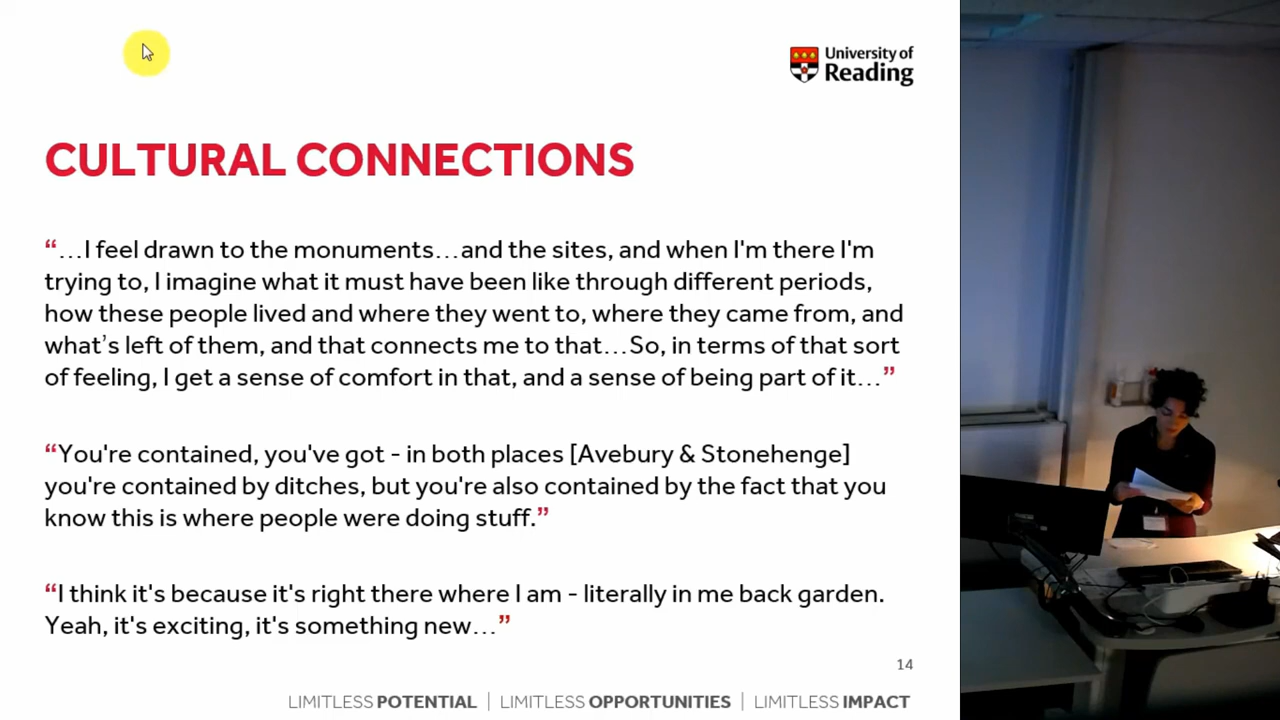 University of
Reading
CULTURAL CONNECTIONS
“…I feel drawn to the monuments…and the sites, and when I'm there I'm
trying to, I imagine what it must have been like through different periods,
how these people lived and where they went to, where they came from, and
what’s left of them, and that connects me to that…So, in terms of that sort
of feeling, I get a sense of comfort in that, and a sense of being part of it…”
“You're contained, you've got - in both places [Avebury & Stonehenge]
you're contained by ditches, but you're also contained by the fact that you
know this is where people were doing stuff.”
“I think it's because it's right there where I am - literally in me back garden.
Yeah, it's exciting, it's something new…”
14
LIMITLESS POTENTIAL | LIMITLESS OPPORTUNITIES | LIMITLESS IMPACT